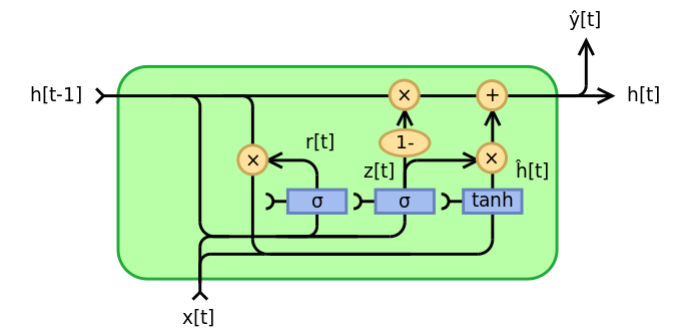 ŷ[t]
h[t-1]
×
+
h[t]
1-
r[t]
×
z[t]
×
ĥ[t]
σ
σ
tanh
x[t]